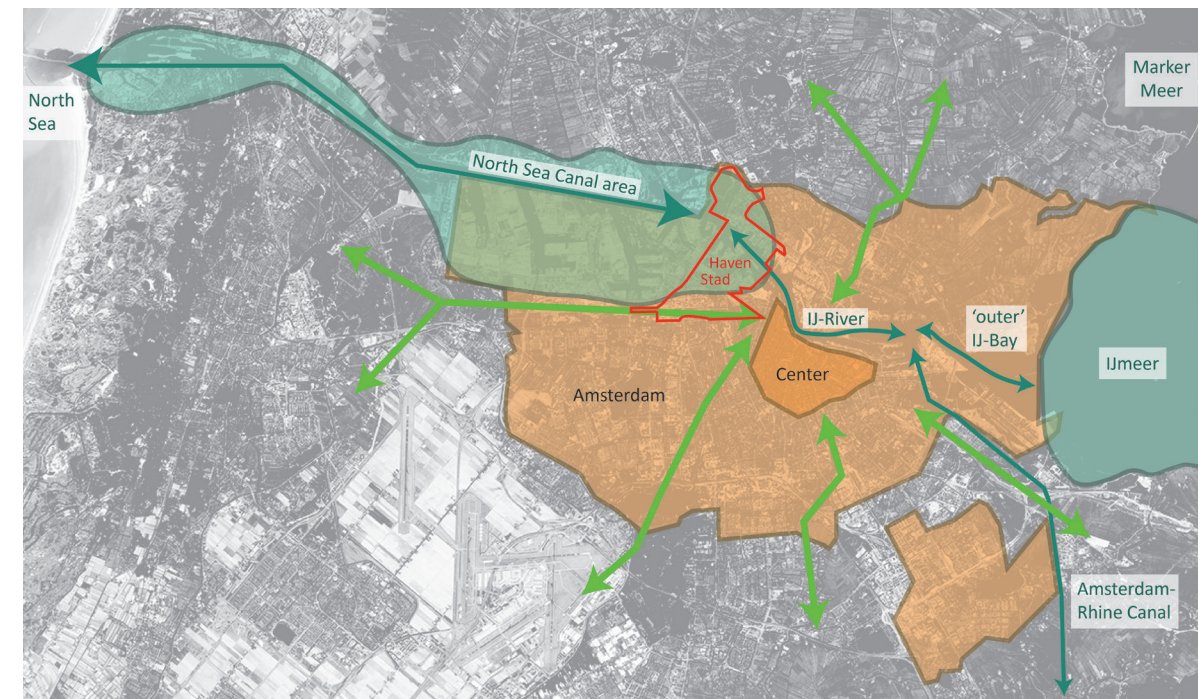 North
Sea
North Sea Canal area
Marker
Meer
Haven
Stad
IJ-River
'outer'
IJ-Bay
IJmeer
Center
Amsterdam
Amsterdam-
Rhine Canal